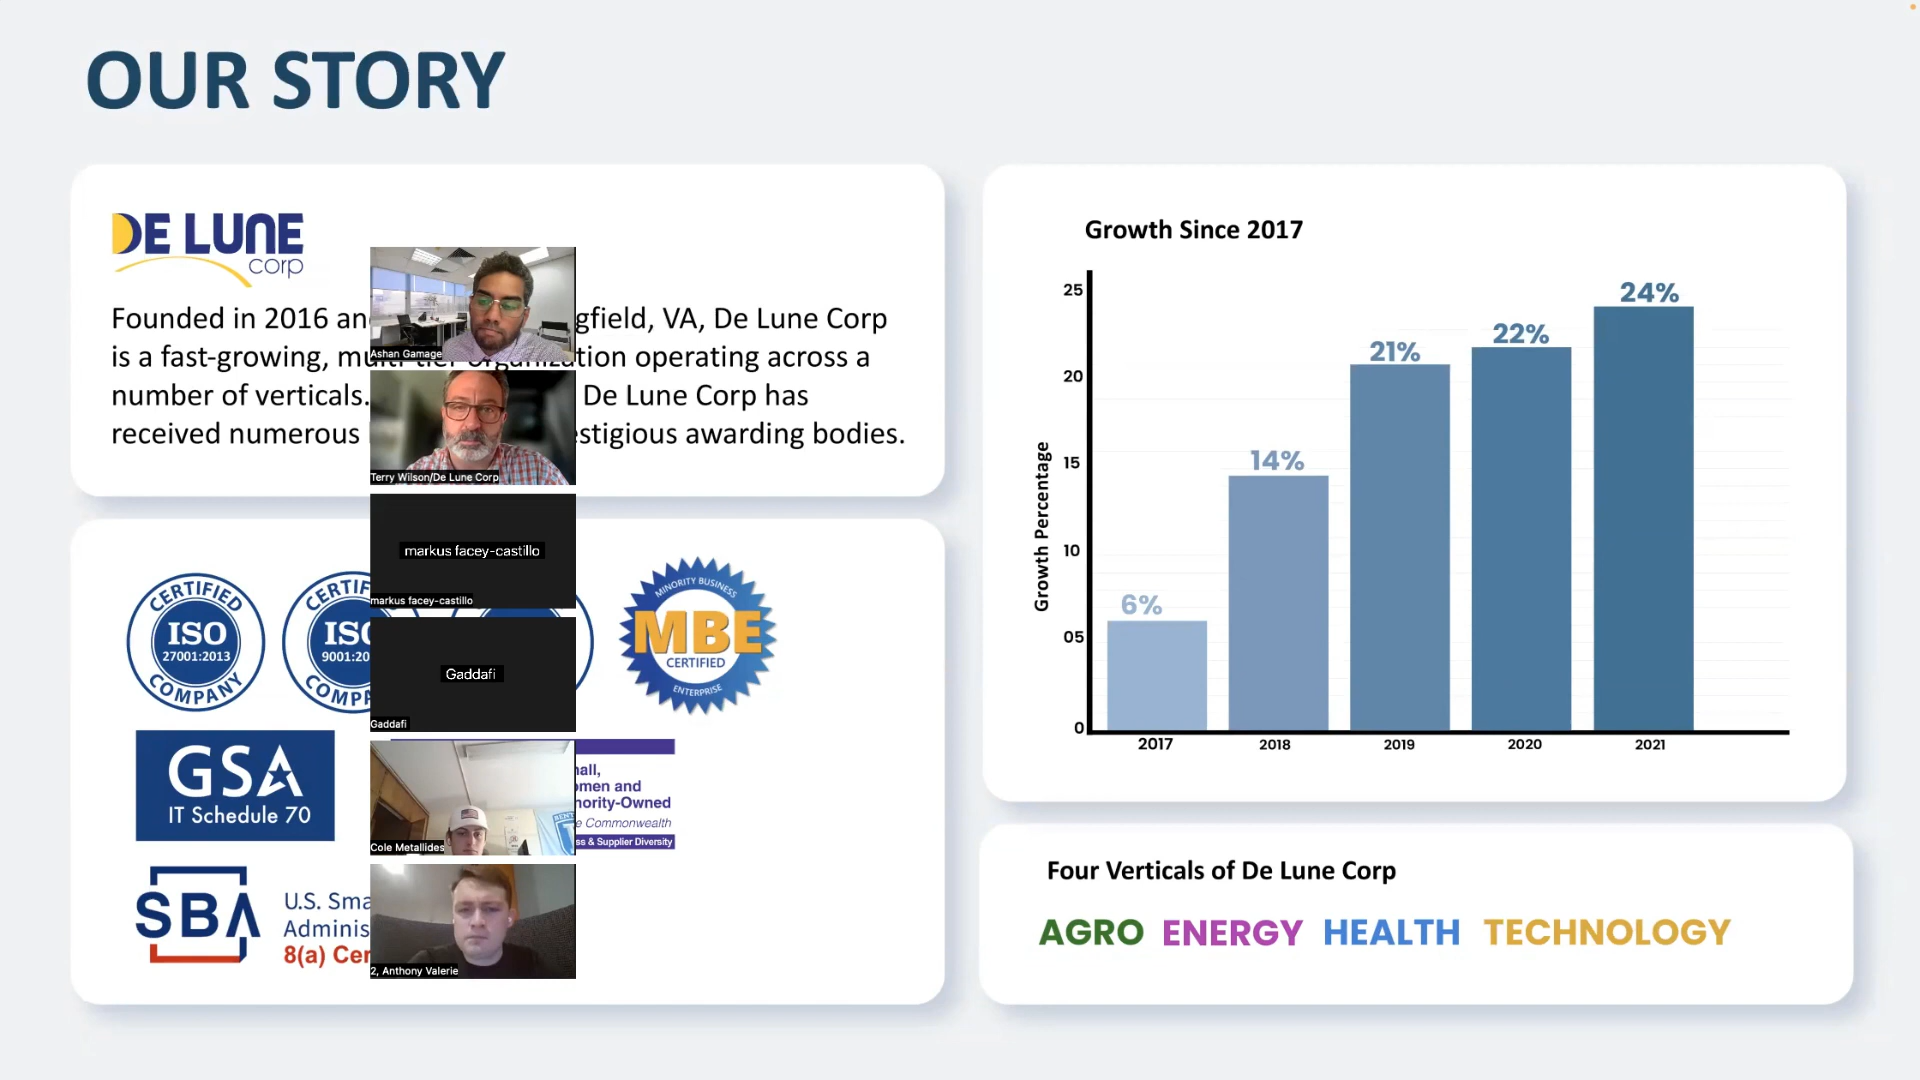 OUR STORY
DE LUNE
corp
Founded in 2016 an gfield, VA, De Lune Corp
is a fast-growing, multi-tier organization operating across a
number of verticals. De Lune Corp has
received numerous estigious awarding bodies.
Ashan Gamage
Terry Wilson/De Lune Corp
markus facey-castillo
markus facey-castillo
Gaddafi
Gaddafi
Cole Metallides
2, Anthony Valerie
CERTIFIED
ISO
27001:2013
COMPANY
CERTIF
ISO
9001:20
COMP
MINORITY BUSINESS
MBE
CERTIFIED
ENTERPRISE
GSA
IT Schedule 70
all,
omen and
nority-Owned
e Commonwealth
ss & Supplier Diversity
SBA
U.S. Sma
Adminis
8(a) Cer
Growth Since 2017
Growth Percentage
25
20
15
10
05
0
6%
14%
21%
22%
24%
2017
2018
2019
2020
2021
Four Verticals of De Lune Corp
AGRO ENERGY HEALTH TECHNOLOGY